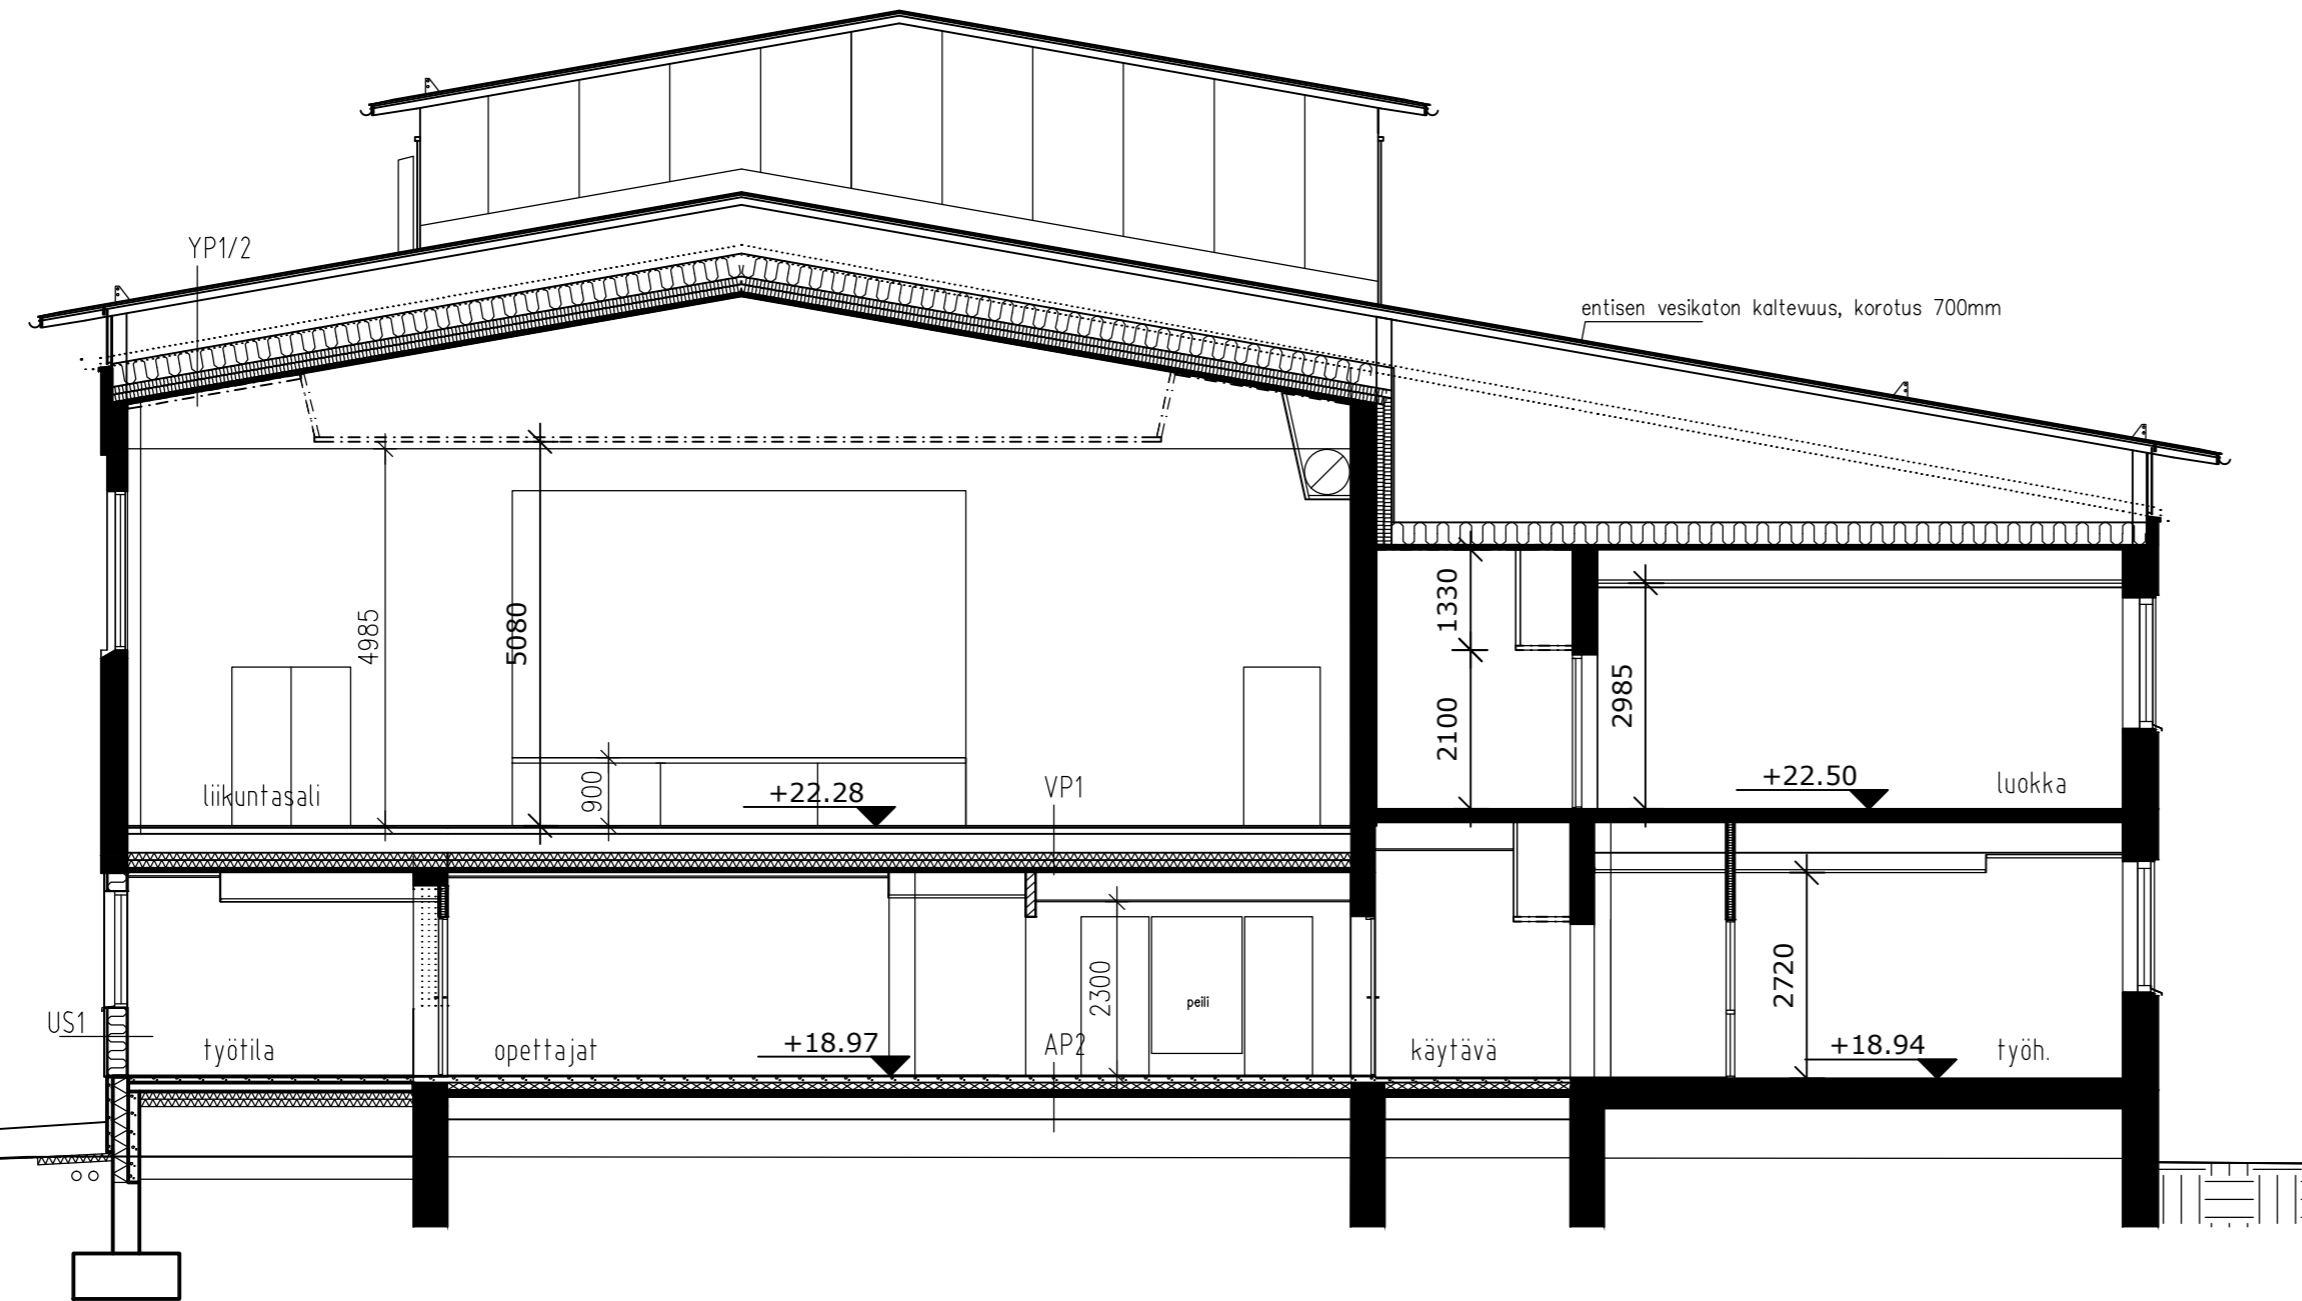 YP1/2
entisen vesikaton kaltevuus, korotus 700mm
4985
5080
1330
2985
2100
900
liikuntasali
+22.28
VP1
+22.50
luokka
2300
peili
2720
US1
työtila
opettajat
+18.97
AP2
käytävä
+18.94
työh.